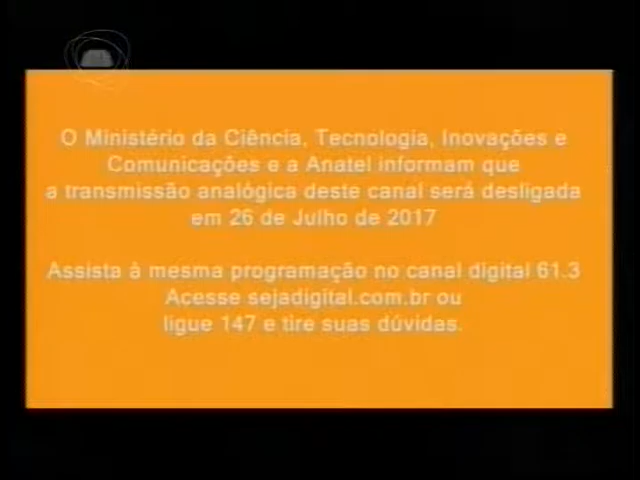 O Ministério da Ciência, Tecnologia, Inovações e
Comunicações e a Anatel informam que
a transmissão analógica deste canal será desligada
em 26 de Julho de 2017
Assista à mesma programação no canal digital 61.3
Acesse sejadigital.com.br ou
ligue 147 e tire suas dúvidas.